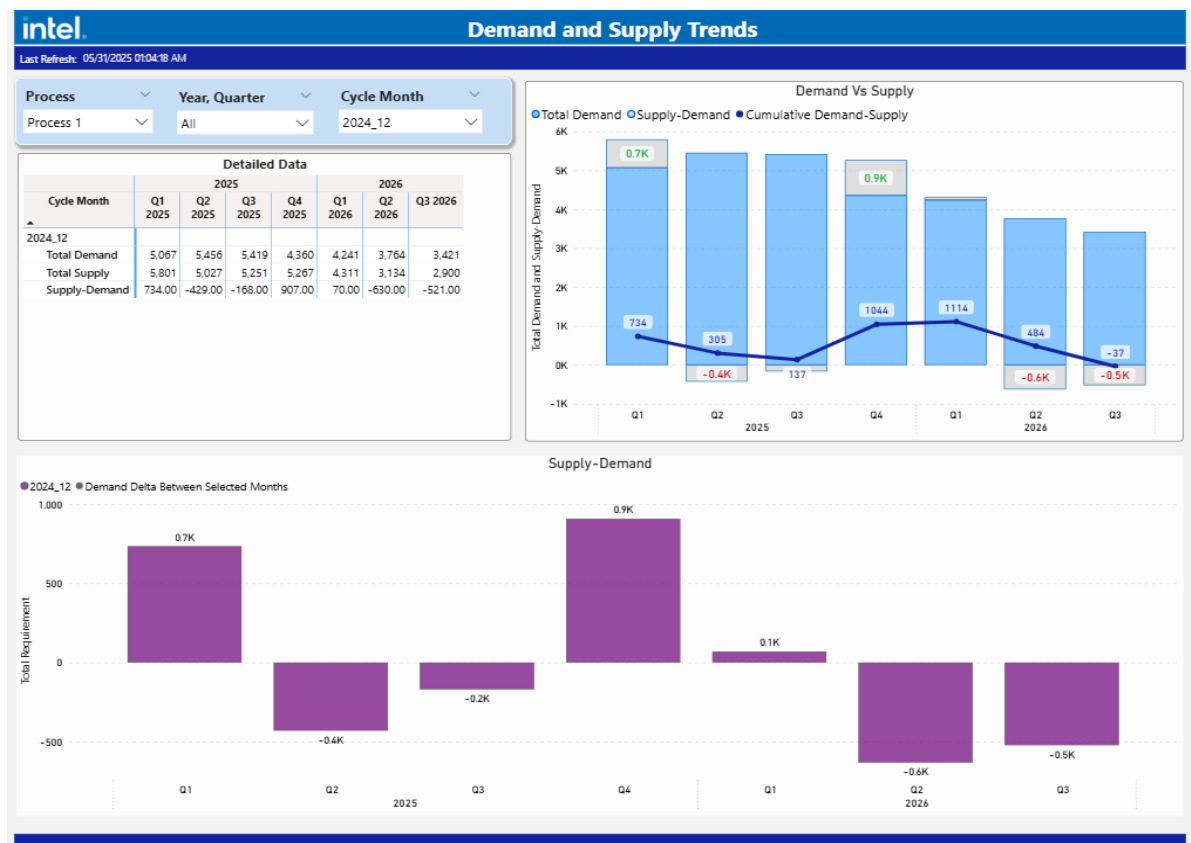 intel.
Demand and Supply Trends
Last Refresh: 05/31/2025 01:04:18 AM
Process
Year, Quarter
Cycle Month
Process 1
All
2024_12
Detailed Data
2025 2026
Cycle Month Q1 2025 Q2 2025 Q3 2025 Q4 2025 Q1 2026 Q2 2026 Q3 2026
2024_12
Total Demand 5,067 5,456 5,419 4,360 4,241 3,764 3,421
Total Supply 5,801 5,027 5,251 5,267 4,311 3,134 2,900
Supply-Demand 734.00 -429.00 -168.00 907.00 70.00 -630.00 -521.00
Demand Vs Supply
Total Demand Supply-Demand Cumulative Demand-Supply
Total Demand and Supply-Demand
6K
5K
4K
3K
2K
1K
0K
-1K
0.7K
0.9K
734
305
137
1044
1114
484
-37
-0.4K
-0.6K
-0.5K
Q1 Q2 Q3 Q4 Q1 Q2 Q3
2025 2026
Supply-Demand
2024_12 Demand Delta Between Selected Months
Total Requirement
1,000
500
0
-500
0.7K
-0.4K
-0.2K
0.9K
0.1K
-0.6K
-0.5K
Q1 Q2 Q3 Q4 Q1 Q2 Q3
2025 2026